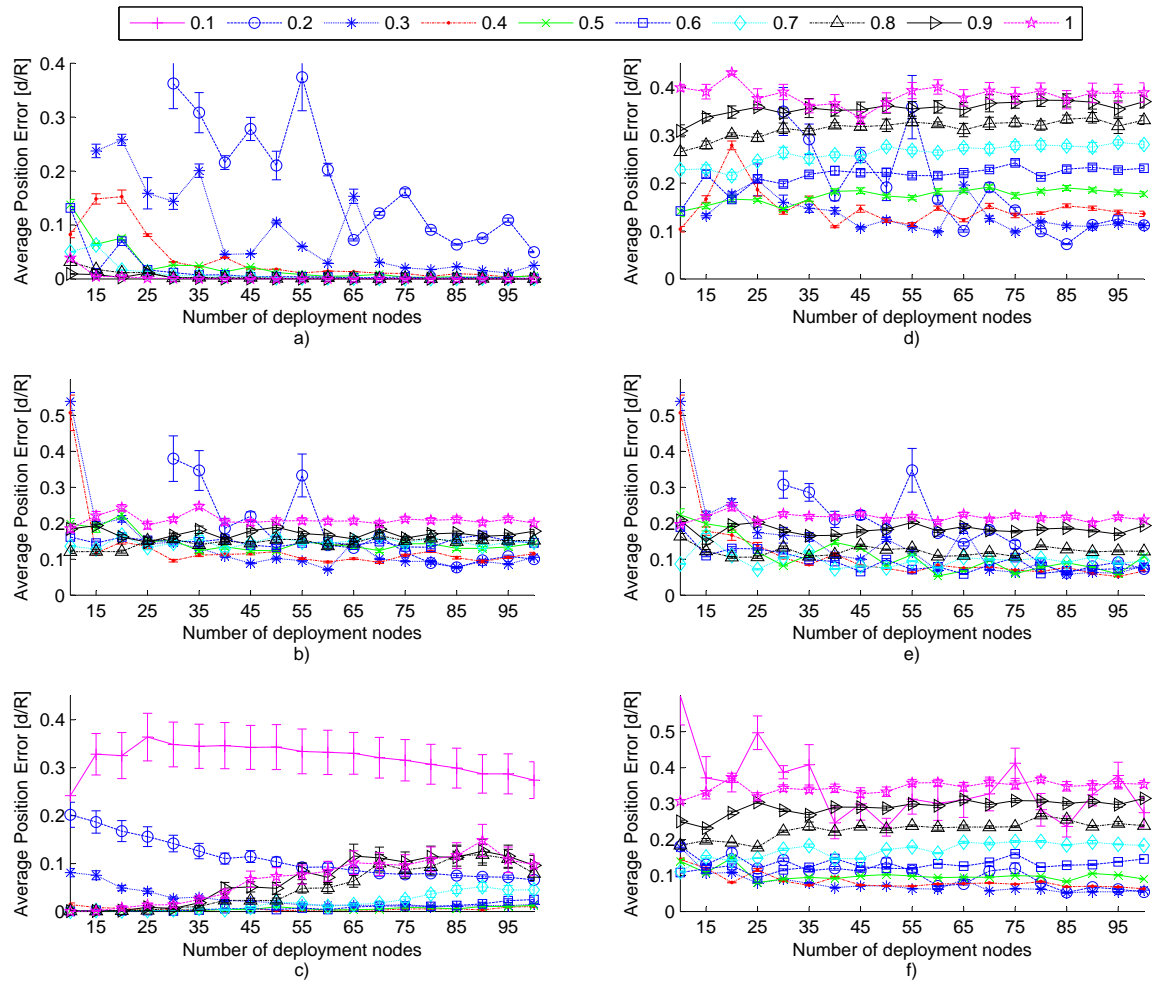 0.1 0.2 0.3 0.4 0.5 0.6 0.7 0.8 0.9 1
Average Position Error [d/R]
0.4
0.3
0.2
0.1
0
15 25 35 45 55 65 75 85 95
Number of deployment nodes
a)
Average Position Error [d/R]
0.4
0.3
0.2
0.1
0
15 25 35 45 55 65 75 85 95
Number of deployment nodes
d)
Average Position Error [d/R]
0.5
0.4
0.3
0.2
0.1
0
15 25 35 45 55 65 75 85 95
Number of deployment nodes
b)
Average Position Error [d/R]
0.5
0.4
0.3
0.2
0.1
0
15 25 35 45 55 65 75 85 95
Number of deployment nodes
e)
Average Position Error [d/R]
0.4
0.3
0.2
0.1
0
15 25 35 45 55 65 75 85 95
Number of deployment nodes
c)
Average Position Error [d/R]
0.5
0.4
0.3
0.2
0.1
0
15 25 35 45 55 65 75 85 95
Number of deployment nodes
f)